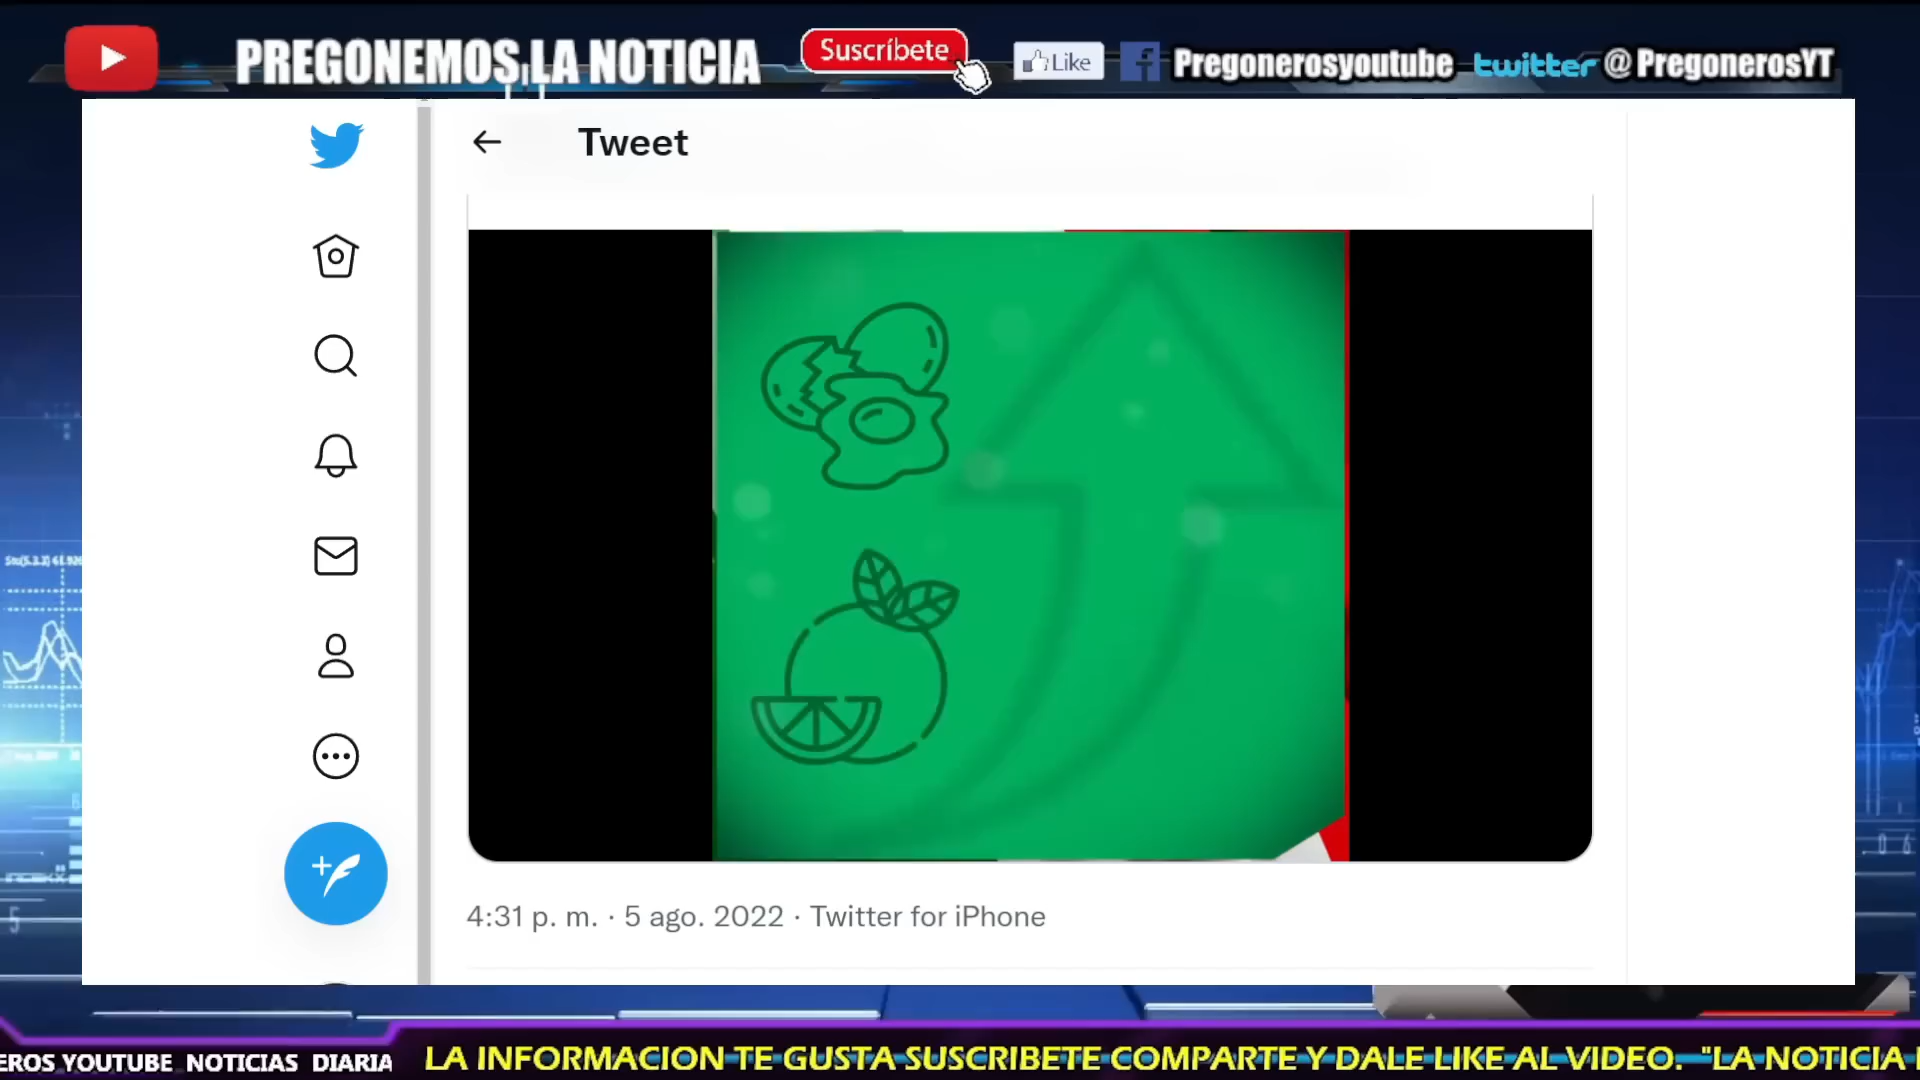 PREGONEMOS LA NOTICIA
Suscríbete
Like
Pregonerosyoutube
twitter @PregonerosYT
Tweet
4:31 p. m. · 5 ago. 2022 · Twitter for iPhone
EROS YOUTUBE NOTICIAS DIARIA
LA INFORMACION TE GUSTA SUSCRIBETE COMPARTE Y DALE LIKE AL VIDEO. "LA NOTICIA